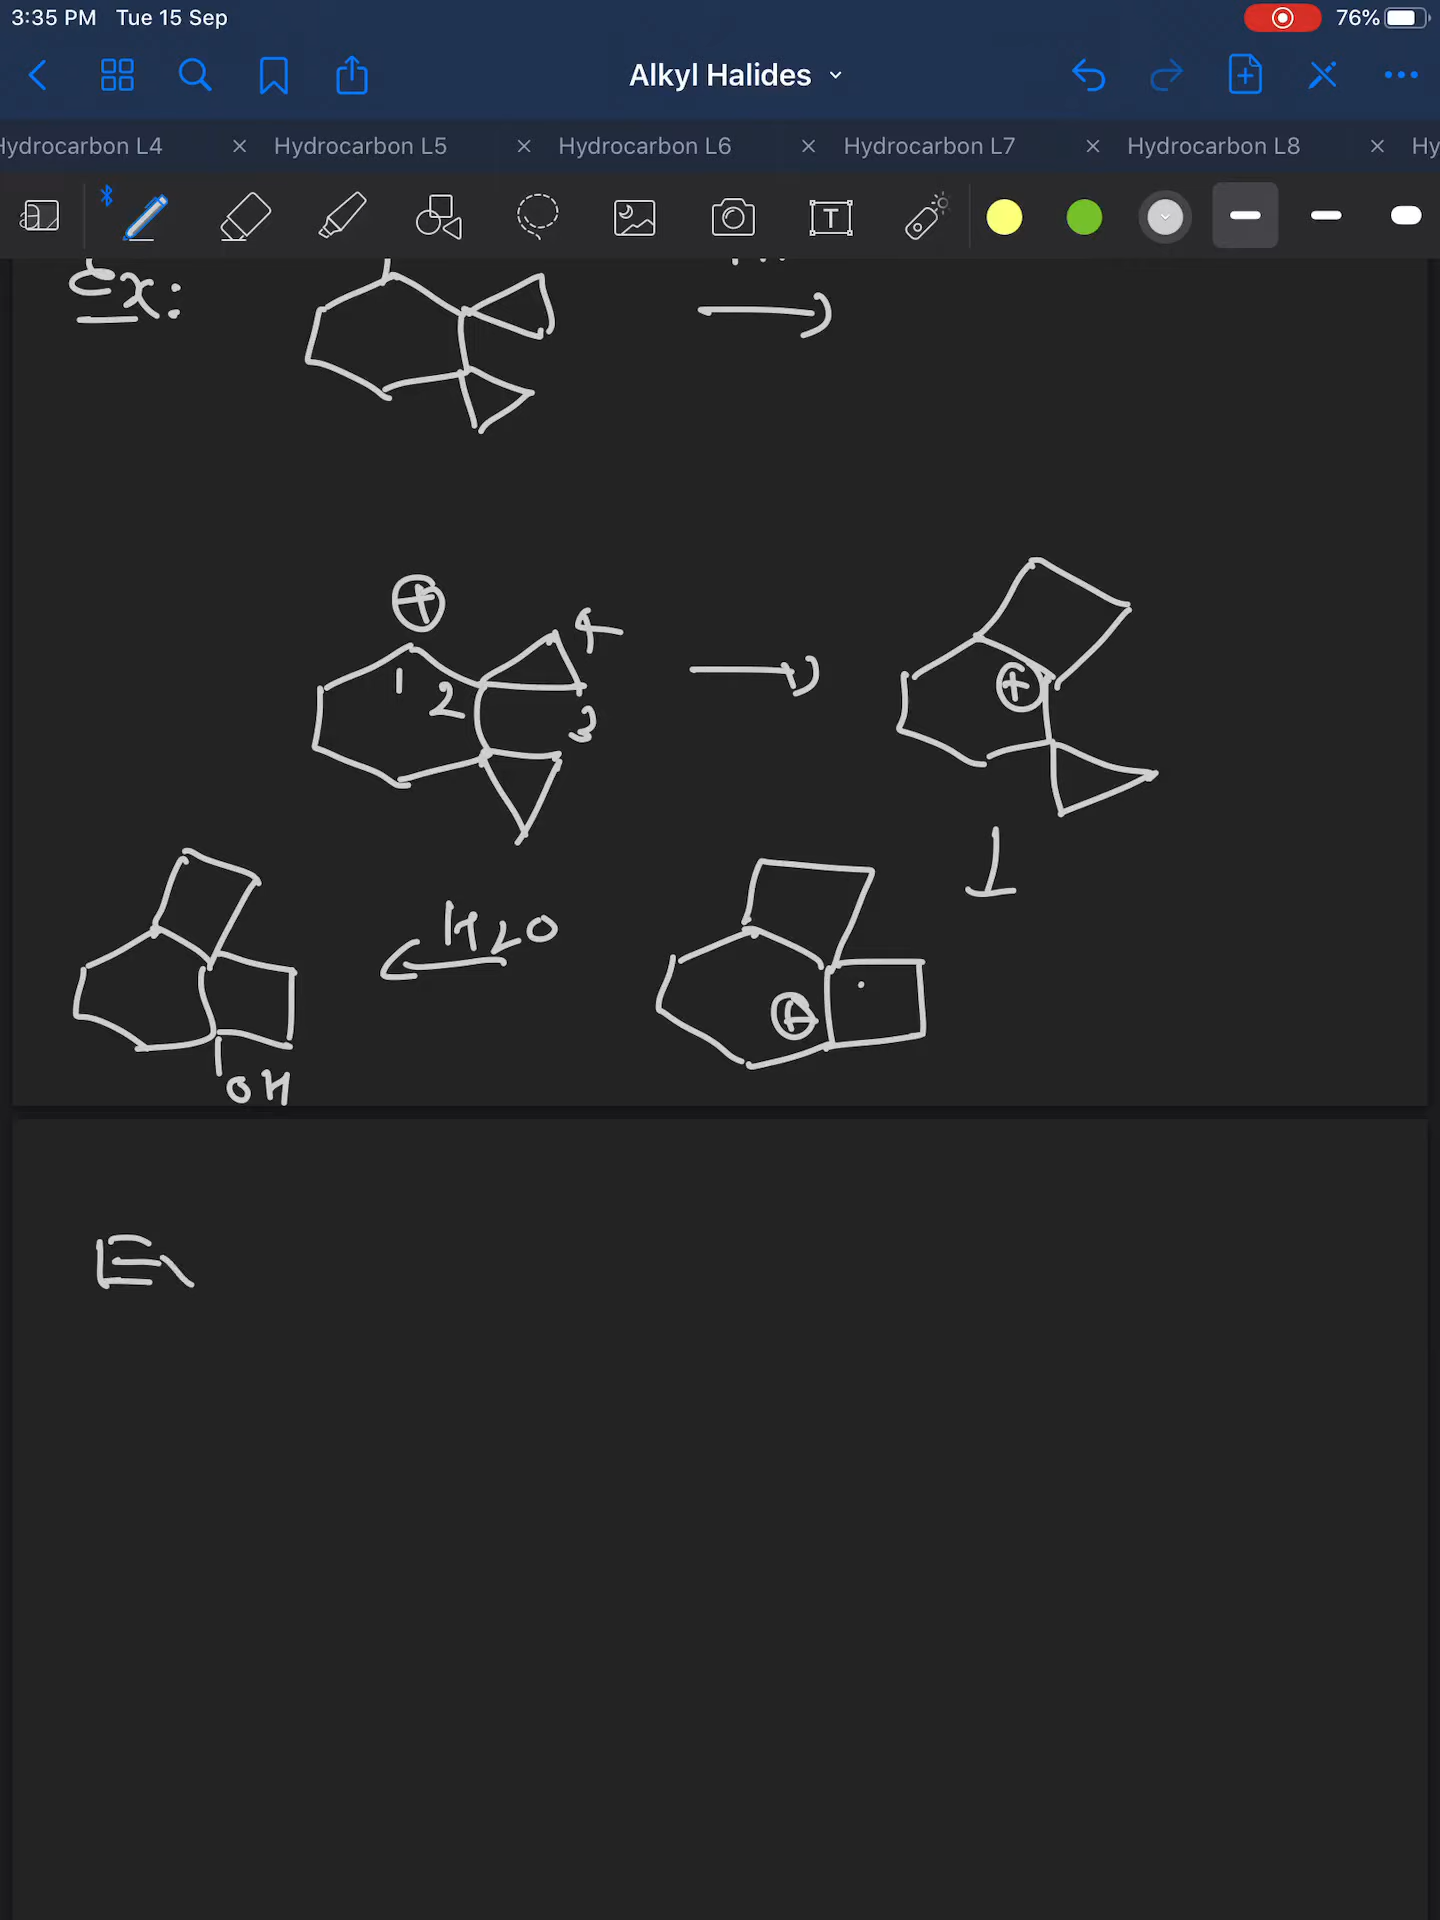 3:35 PM Tue 15 Sep 76%
Alkyl Halides
Hydrocarbon L4 × Hydrocarbon L5 × Hydrocarbon L6 × Hydrocarbon L7 × Hydrocarbon L8 × Hy
T
Ex:
+
1 2 4
3
+
H2O
+
OH
Ex